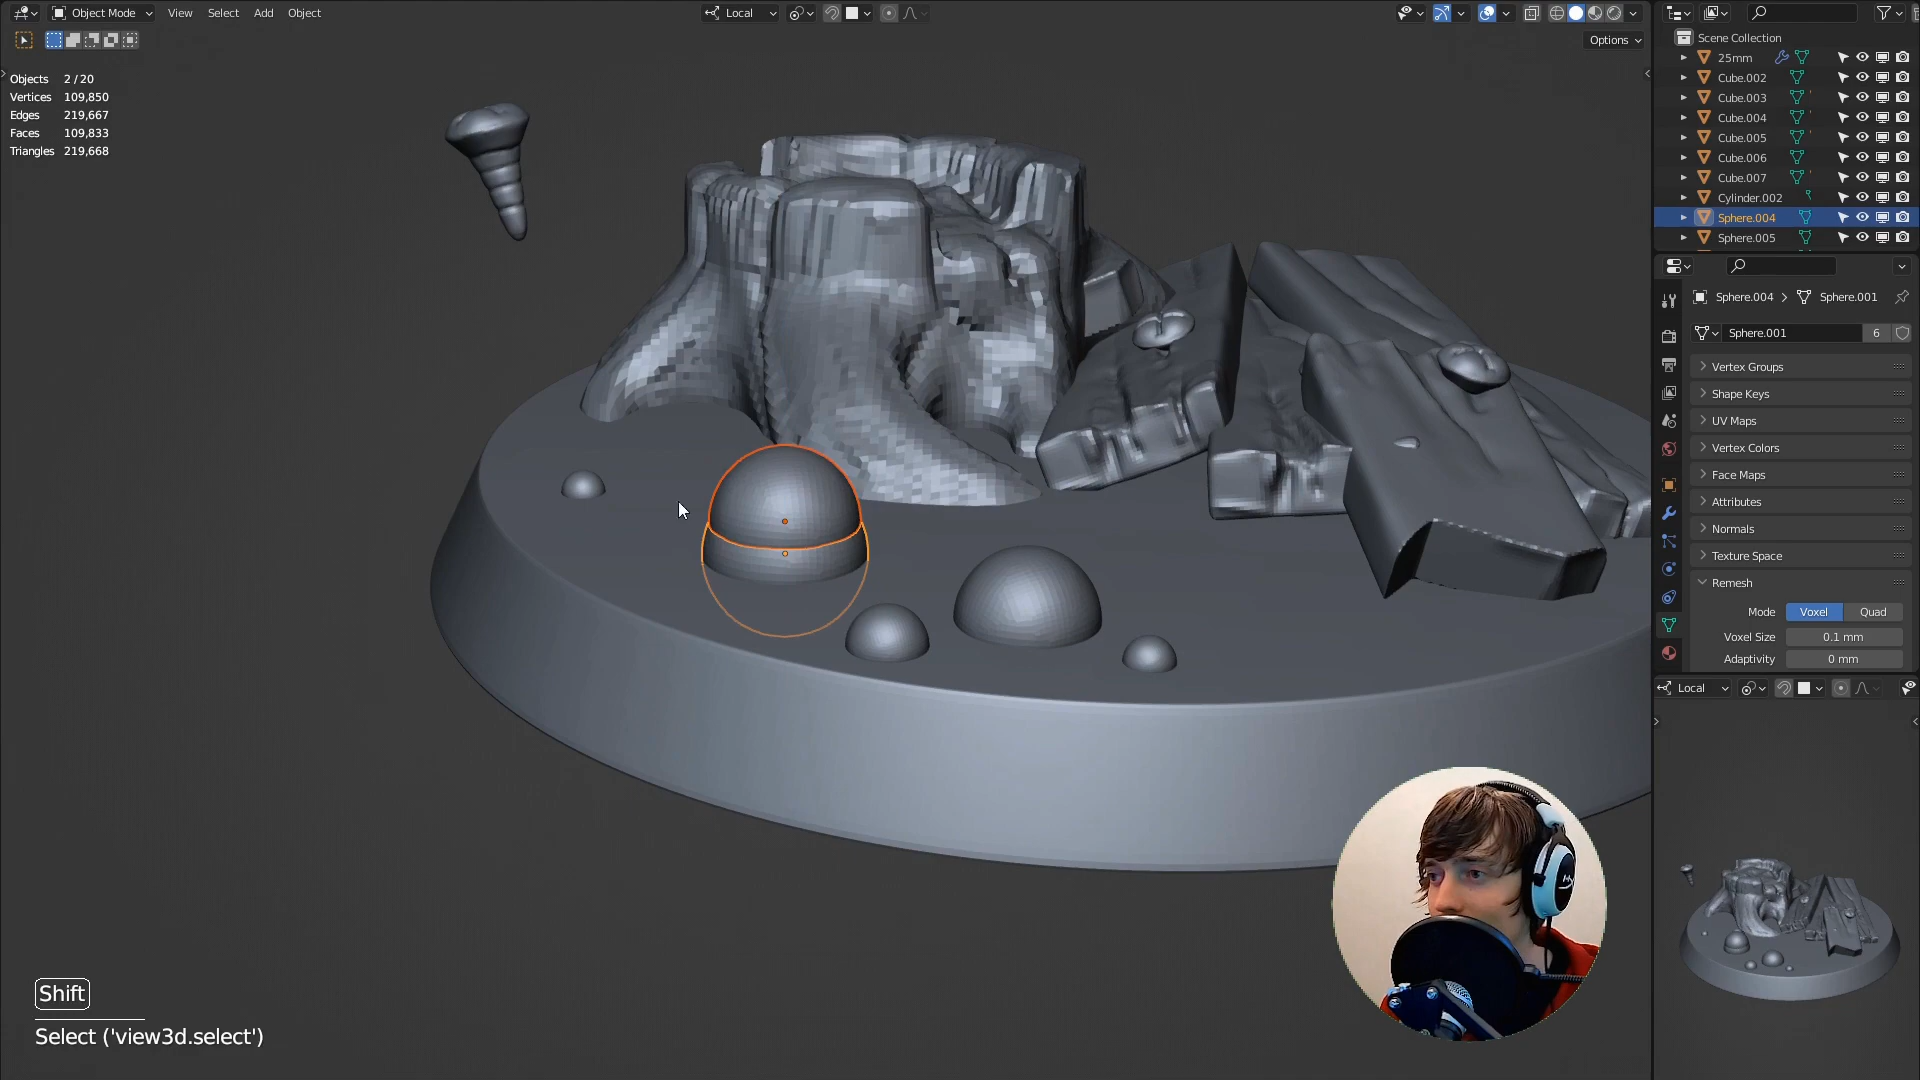 Object Mode View Select Add Object Local
Options
Objects 2 / 20
Vertices 109,850
Edges 219,667
Faces 109,833
Triangles 219,668
Shift
Select ('view3d.select')
Scene Collection
25mm
Cube.002
Cube.003
Cube.004
Cube.005
Cube.006
Cube.007
Cylinder.002
Sphere.004
Sphere.005
Sphere.004 > Sphere.001
Sphere.001 6
Vertex Groups
Shape Keys
UV Maps
Vertex Colors
Face Maps
Attributes
Normals
Texture Space
Remesh
Mode Voxel Quad
Voxel Size 0.1 mm
Adaptivity 0 mm
Local